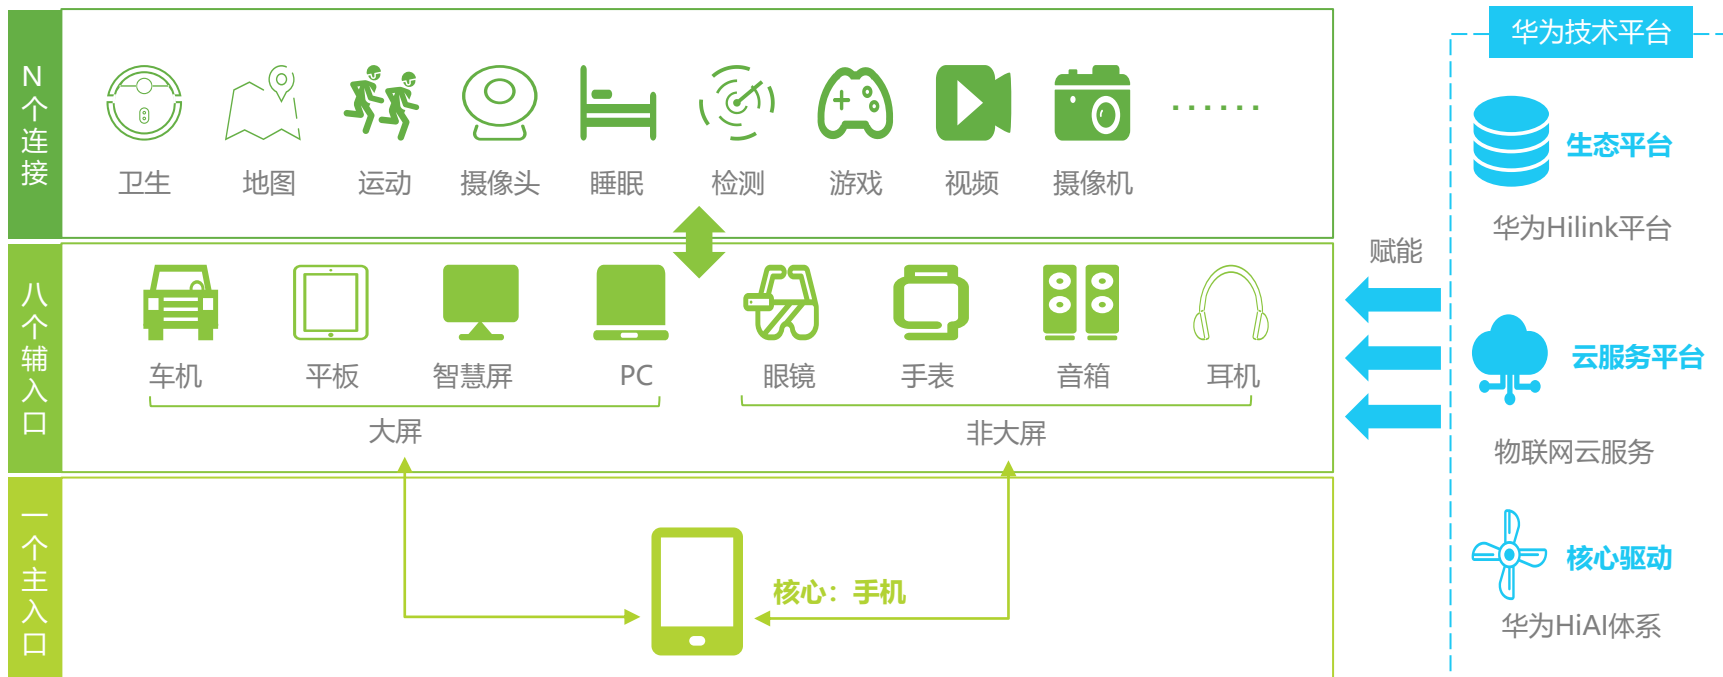 N个连接
卫生
地图
运动
摄像头
睡眠
检测
游戏
视频
摄像机
······
八个辅入口
车机
平板
智慧屏
PC
眼镜
手表
音箱
耳机
大屏
非大屏
一个主入口
核心：手机
赋能
华为技术平台
生态平台
华为Hilink平台
云服务平台
物联网云服务
核心驱动
华为HiAI体系